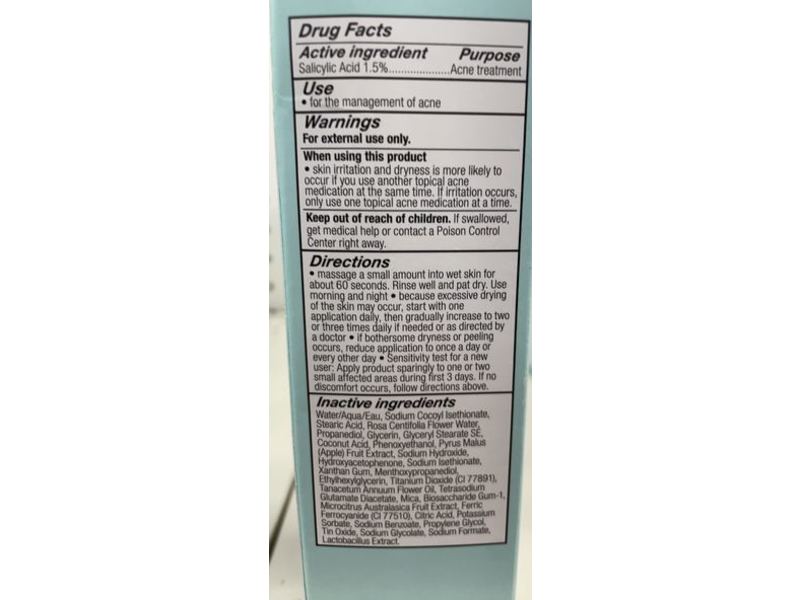 Drug Facts
Active ingredient Purpose
Salicylic Acid 1.5%....................Acne treatment
Use
• for the management of acne
Warnings
For external use only.
When using this product
• skin irritation and dryness is more likely to
occur if you use another topical acne
medication at the same time. If irritation occurs,
only use one topical acne medication at a time.
Keep out of reach of children. If swallowed,
get medical help or contact a Poison Control
Center right away.
Directions
• massage a small amount into wet skin for
about 60 seconds. Rinse well and pat dry. Use
morning and night • because excessive drying
of the skin may occur, start with one
application daily, then gradually increase to two
or three times daily if needed or as directed by
a doctor • if bothersome dryness or peeling
occurs, reduce application to once a day or
every other day • Sensitivity test for a new
user: Apply product sparingly to one or two
small affected areas during first 3 days. If no
discomfort occurs, follow directions above.
Inactive ingredients
Water/Aqua/Eau, Sodium Cocoyl Isethionate,
Stearic Acid, Rosa Centifolia Flower Water,
Propanediol, Glycerin, Glyceryl Stearate SE,
Coconut Acid, Phenoxyethanol, Pyrus Malus
(Apple) Fruit Extract, Sodium Hydroxide,
Hydroxyacetophenone, Sodium Isethionate,
Xanthan Gum, Menthoxypropanediol,
Ethylhexylglycerin, Titanium Dioxide (CI 77891),
Tanacetum Annuum Flower Oil, Tetrasodium
Glutamate Diacetate, Mica, Biosaccharide Gum-1,
Microcitrus Australasica Fruit Extract, Ferric
Ferrocyanide (CI 77510), Citric Acid, Potassium
Sorbate, Sodium Benzoate, Propylene Glycol,
Tin Oxide, Sodium Glycolate, Sodium Formate,
Lactobacillus Extract.